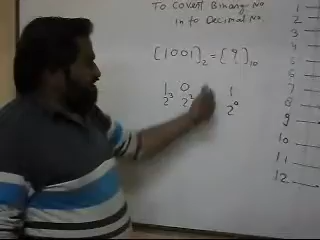 To Covert Binary No
Into Decimal No.
[1001]₂ = [9]₁₀
1 0 1
2³ 2² 2⁰
1
2
3
4
5
6
7
8
9
10
11
12